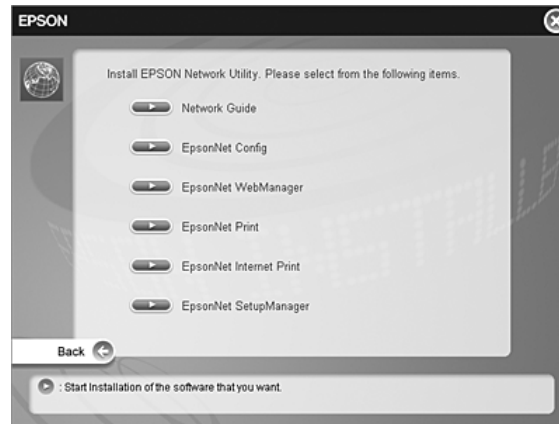 EPSON
Install EPSON Network Utility. Please select from the following items.
Network Guide
EpsonNet Config
EpsonNet WebManager
EpsonNet Print
EpsonNet Internet Print
EpsonNet SetupManager
Back
: Start Installation of the software that you want.